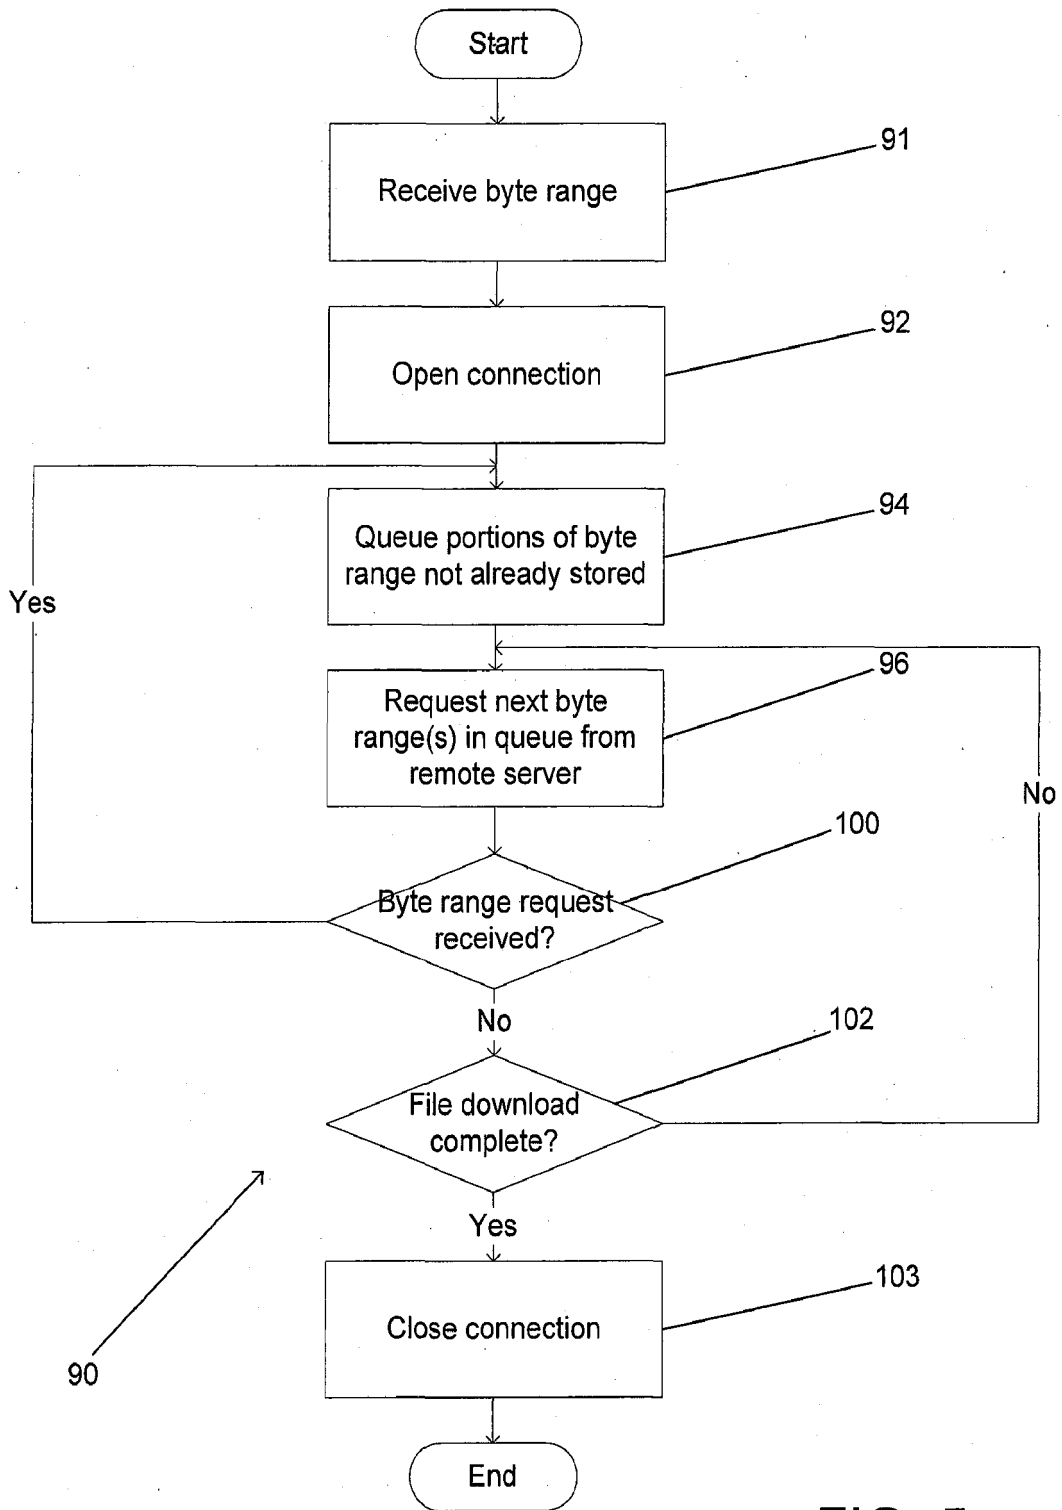 Start
Receive byte range
91
Open connection
92
Queue portions of byte
range not already stored
94
Yes
Request next byte
range(s) in queue from
remote server
96
No
Byte range request
received?
100
No
File download
complete?
102
Yes
Close connection
103
90
End